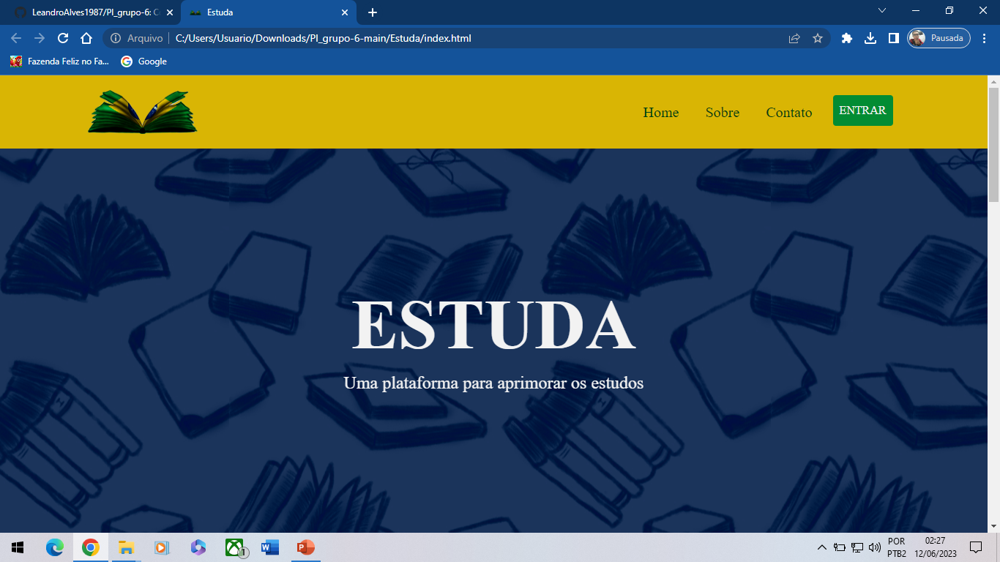 LeandroAlves1987/PI_grupo-6: C
Estuda
Arquivo
C:/Users/Usuario/Downloads/PI_grupo-6-main/Estuda/index.html
Pausada
Fazenda Feliz no Fa...
Google
Home
Sobre
Contato
ENTRAR
ESTUDA
Uma plataforma para aprimorar os estudos
1
W
P
POR
PTB2
02:27
12/06/2023